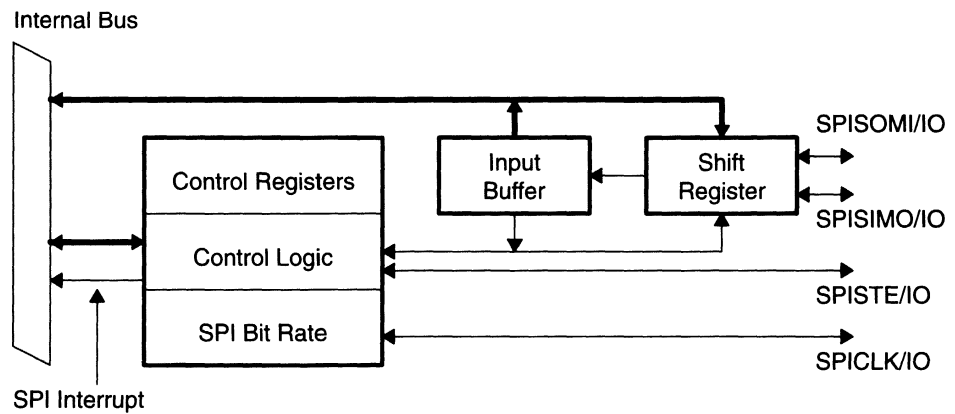 Internal Bus
SPISOMI/IO
Input
Buffer
Shift
Register
Control Registers
SPISIMO/IO
Control Logic
SPISTE/IO
SPI Bit Rate
SPICLK/IO
SPI Interrupt